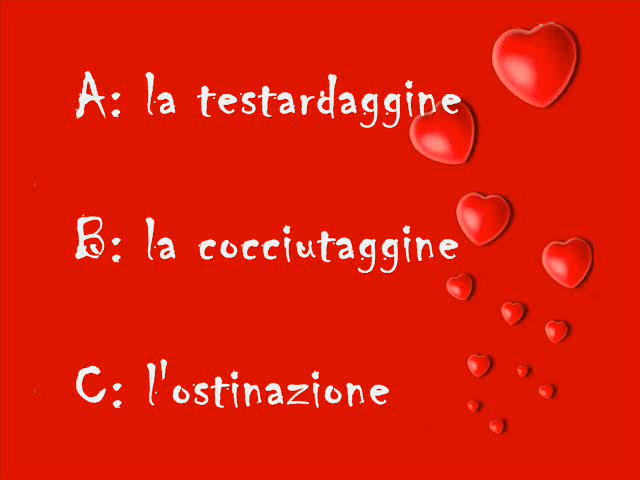 A: la testardaggine
B: la cocciutaggine
C: l'ostinazione